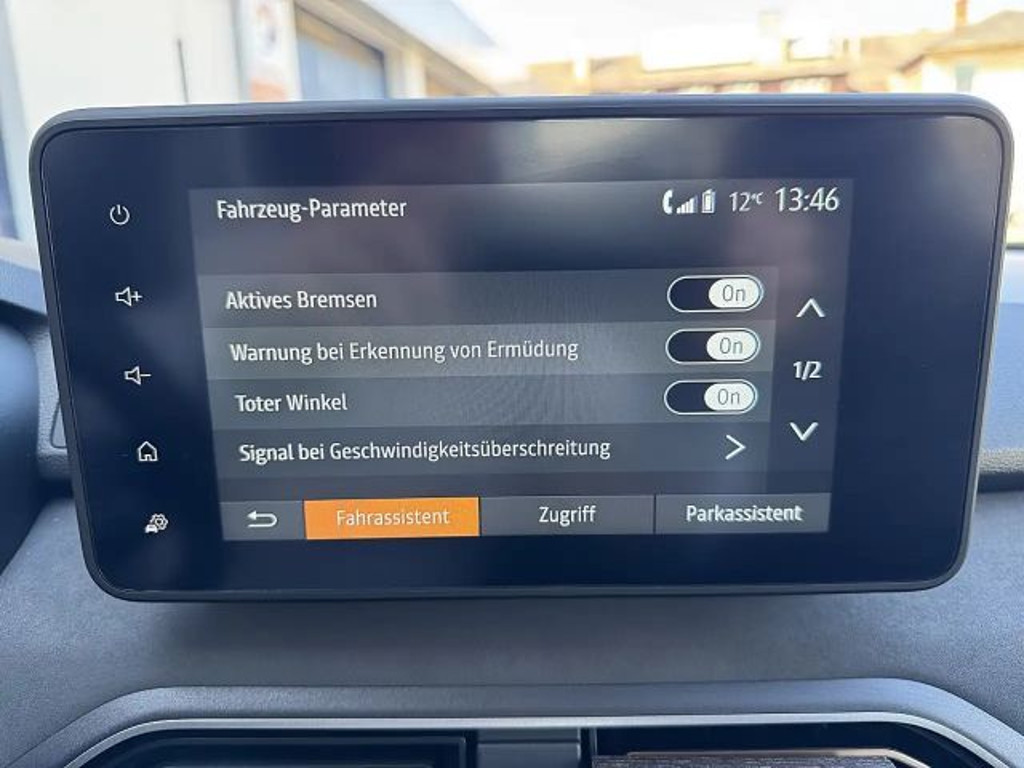 Fahrzeug-Parameter 12°C 13:46
Aktives Bremsen On
Warnung bei Erkennung von Ermüdung On
1/2
Toter Winkel On
Signal bei Geschwindigkeitsüberschreitung
Fahrassistent Zugriff Parkassistent